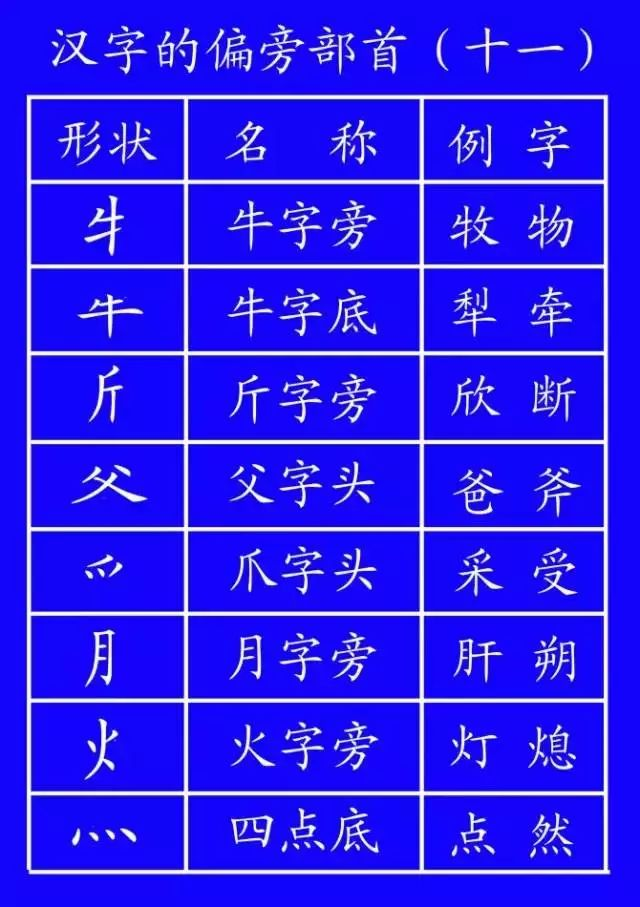 汉字的偏旁部首（十一）
形状 名 称 例 字
牜 牛字旁 牧 物
牛 牛字底 犁 牵
斤 斤字旁 欣 断
父 父字头 爸 斧
爫 爪字头 采 受
月 月字旁 肝 朔
火 火字旁 灯 熄
灬 四点底 点 然